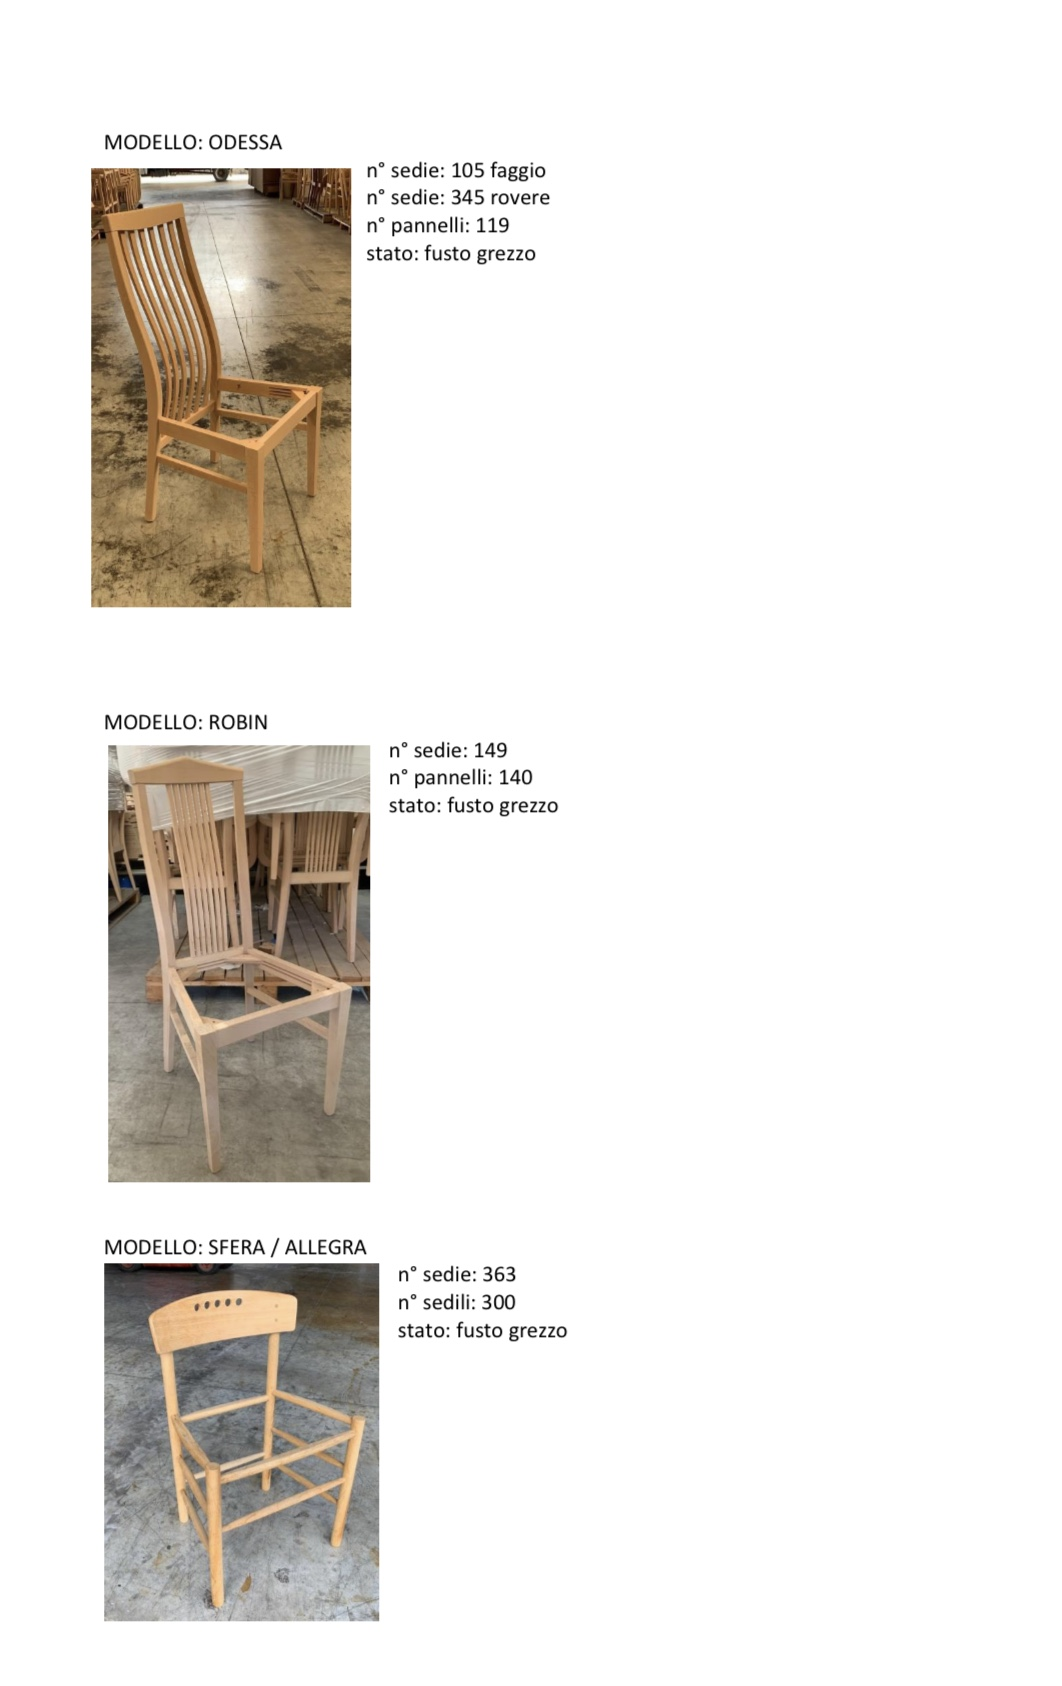 MODELLO: ODESSA
n° sedie: 105 faggio
n° sedie: 345 rovere
n° pannelli: 119
stato: fusto grezzo
MODELLO: ROBIN
n° sedie: 149
n° pannelli: 140
stato: fusto grezzo
MODELLO: SFERA / ALLEGRA
n° sedie: 363
n° sedili: 300
stato: fusto grezzo